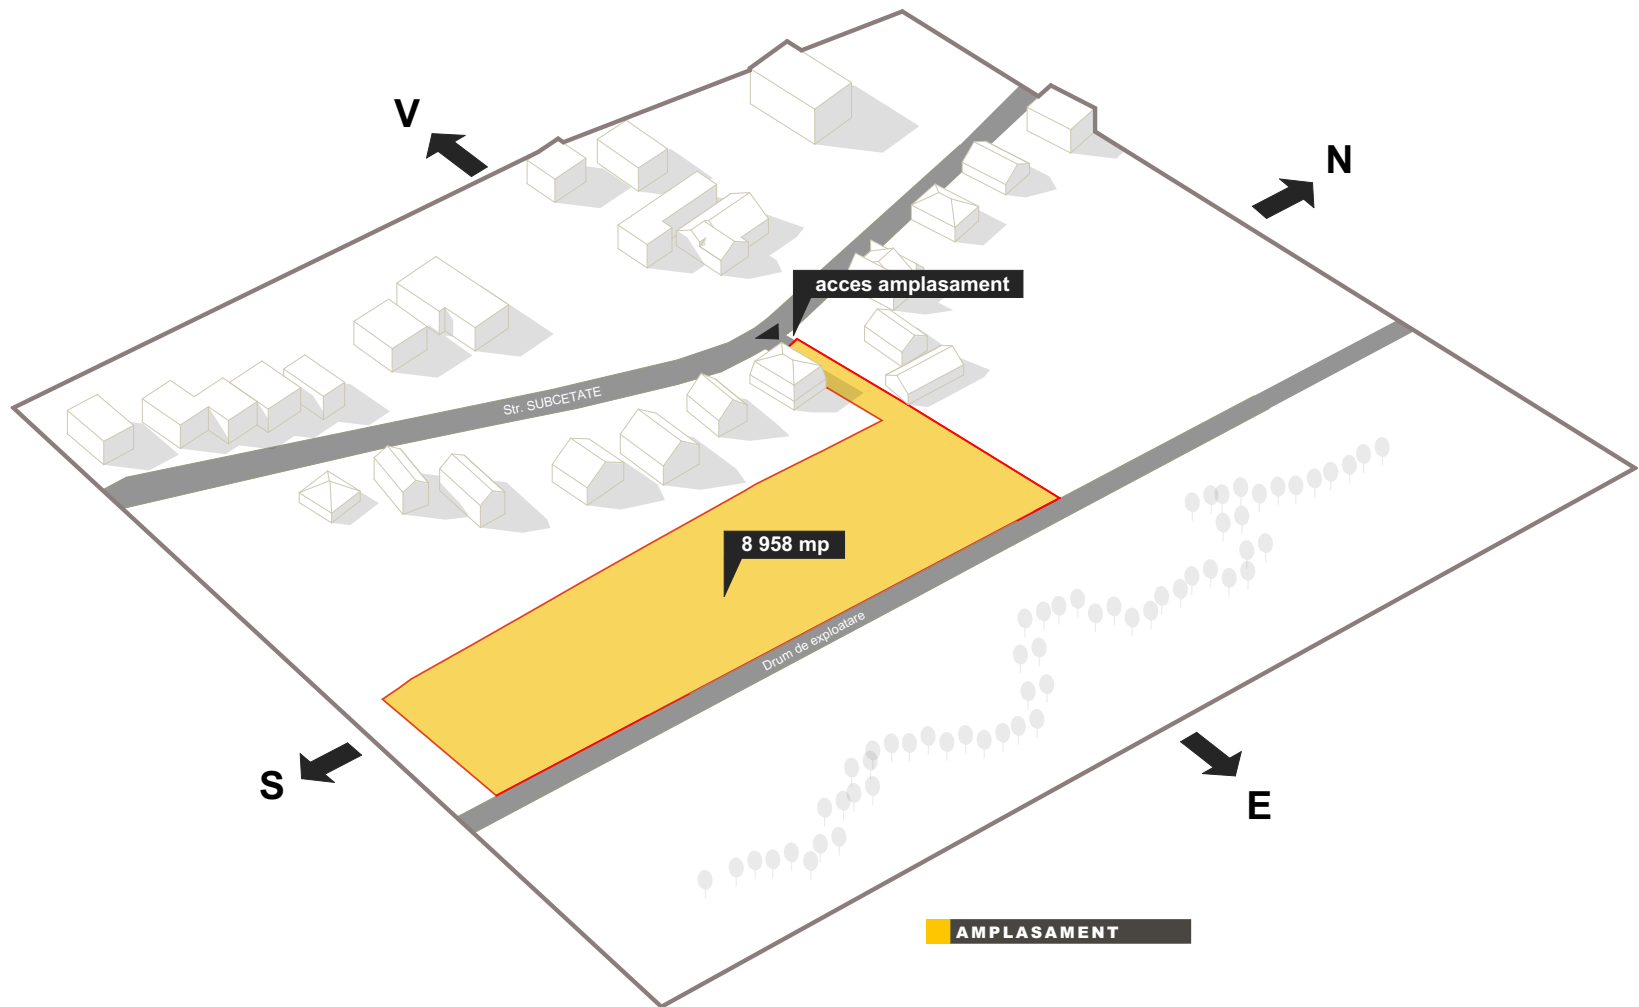 V
N
acces amplasament
Str. SUBCETATE
8 958 mp
Drum de exploatare
S
E
AMPLASAMENT